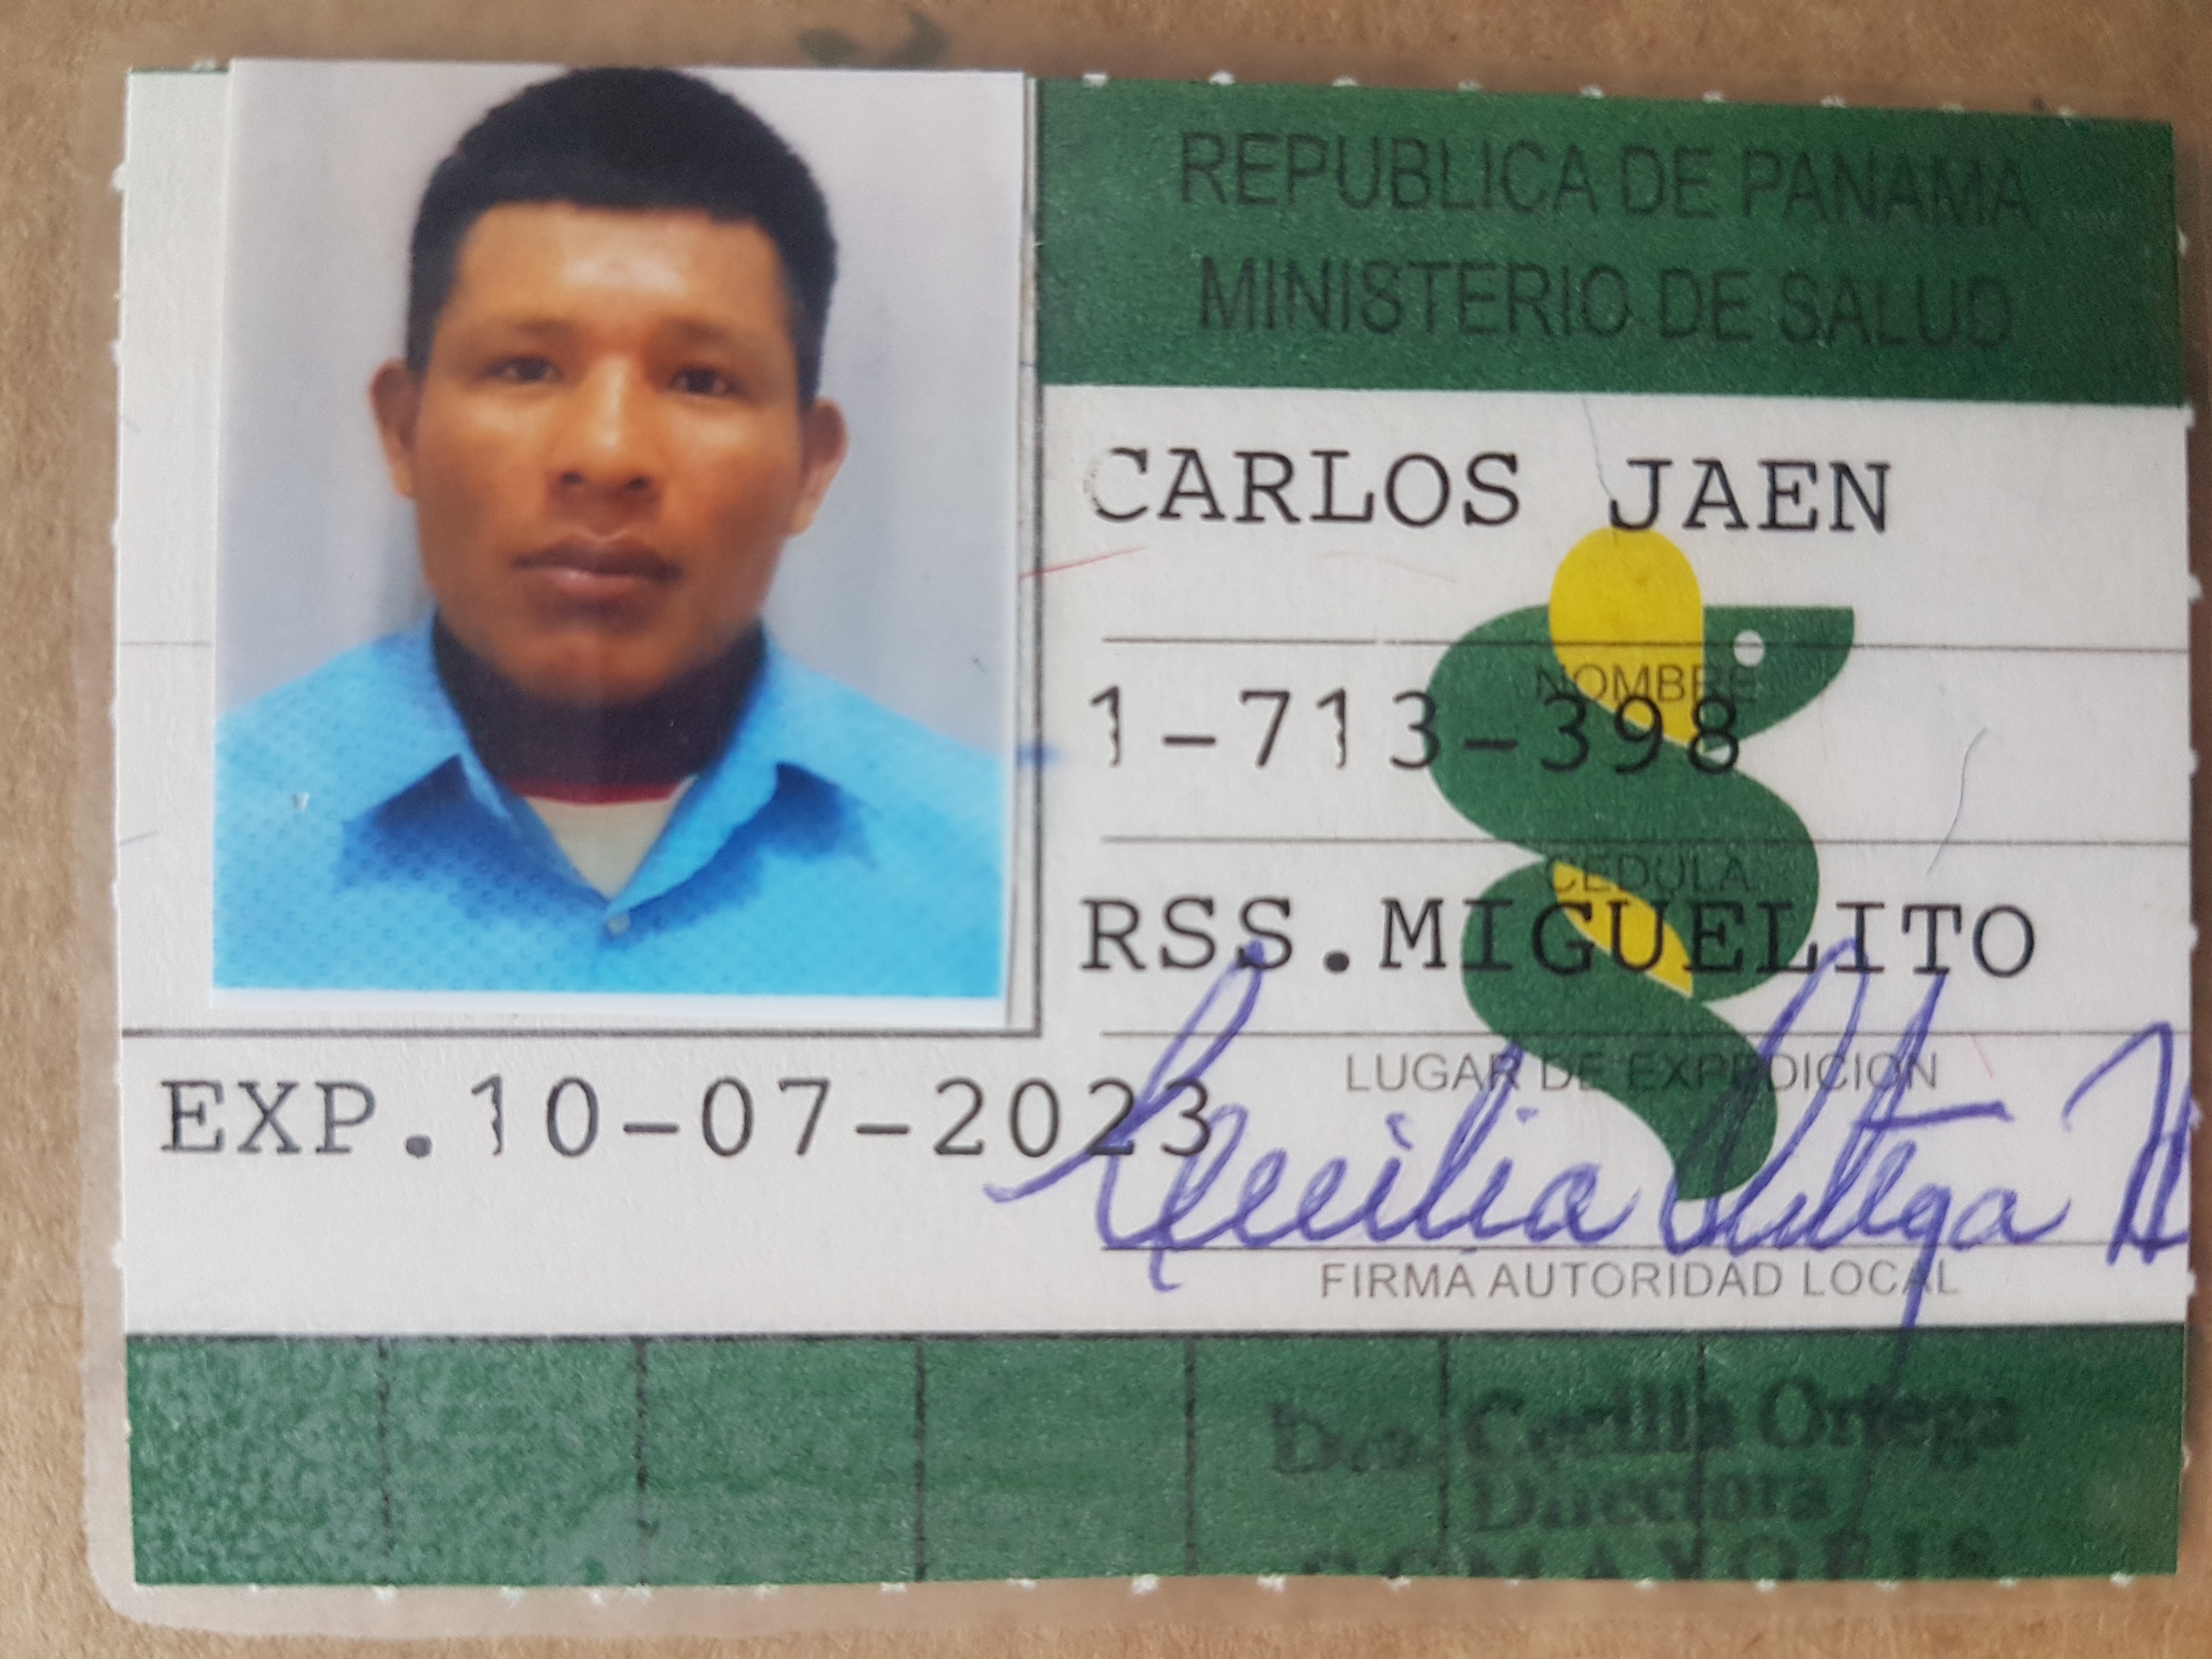 REPUBLICA DE PANAMA
MINISTERIO DE SALUD
CARLOS JAEN
NOMBRE
1-713-398
CEDULA
RSS.MIGUELITO
LUGAR DE EXPEDICION
EXP.10-07-2023
Cecilia Ortega H
FIRMA AUTORIDAD LOCAL
Dra. Cecilia Ortega
Directora